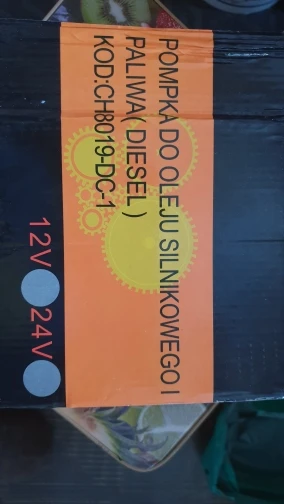 POMPKA DO OLEJU SILNIKOWEGO I
PALIWA( DIESEL )
KOD:CH8019-DC-1
12V 24V